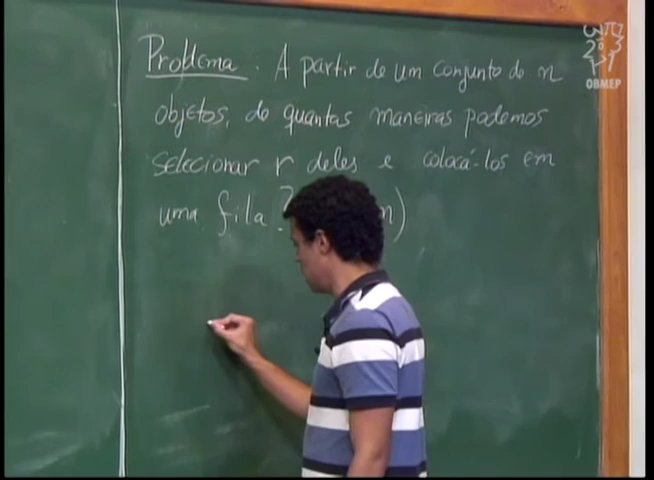 Problema. A partir de um conjunto de n
objetos, de quantas maneiras podemos
selecionar r deles e colocá-los em
uma fila? n)
OBMEP